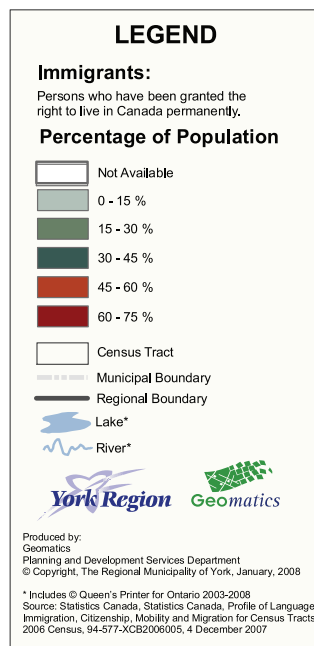 LEGEND
Immigrants:
Persons who have been granted the
right to live in Canada permanently.
Percentage of Population
Not Available
0 - 15 %
15 - 30 %
30 - 45 %
45 - 60 %
60 - 75 %
Census Tract
Municipal Boundary
Regional Boundary
Lake*
River*
York Region
Geomatics
Produced by:
Geomatics
Planning and Development Services Department
© Copyright, The Regional Municipality of York, January, 2008
* Includes © Queen's Printer for Ontario 2003-2008
Source: Statistics Canada, Statistics Canada, Profile of Language
Immigration, Citizenship, Mobility and Migration for Census Tracts
2006 Census, 94-577-XCB2006005, 4 December 2007